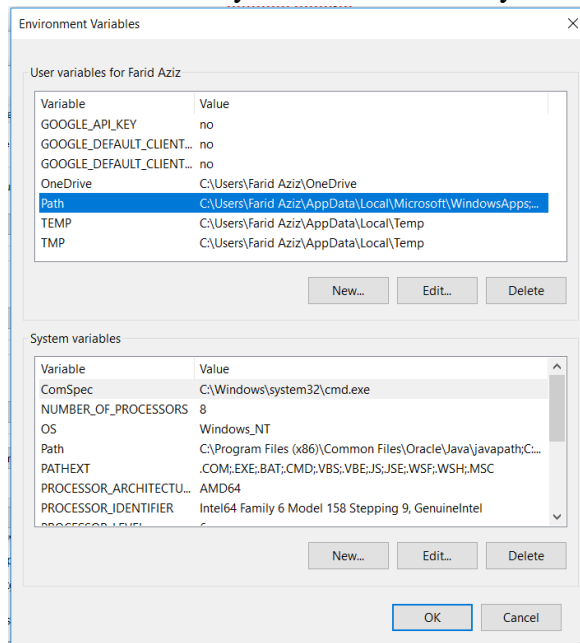 Environment Variables
User variables for Farid Aziz
Variable Value
GOOGLE_API_KEY no
GOOGLE_DEFAULT_CLIENT... no
GOOGLE_DEFAULT_CLIENT... no
OneDrive C:\Users\Farid Aziz\OneDrive
Path C:\Users\Farid Aziz\AppData\Local\Microsoft\WindowsApps;...
TEMP C:\Users\Farid Aziz\AppData\Local\Temp
TMP C:\Users\Farid Aziz\AppData\Local\Temp
New... Edit... Delete
System variables
Variable Value
ComSpec C:\Windows\system32\cmd.exe
NUMBER_OF_PROCESSORS 8
OS Windows_NT
Path C:\Program Files (x86)\Common Files\Oracle\Java\javapath;C:...
PATHEXT .COM;.EXE;.BAT;.CMD;.VBS;.VBE;.JS;.JSE;.WSF;.WSH;.MSC
PROCESSOR_ARCHITECTU... AMD64
PROCESSOR_IDENTIFIER Intel64 Family 6 Model 158 Stepping 9, GenuineIntel
New... Edit... Delete
OK Cancel